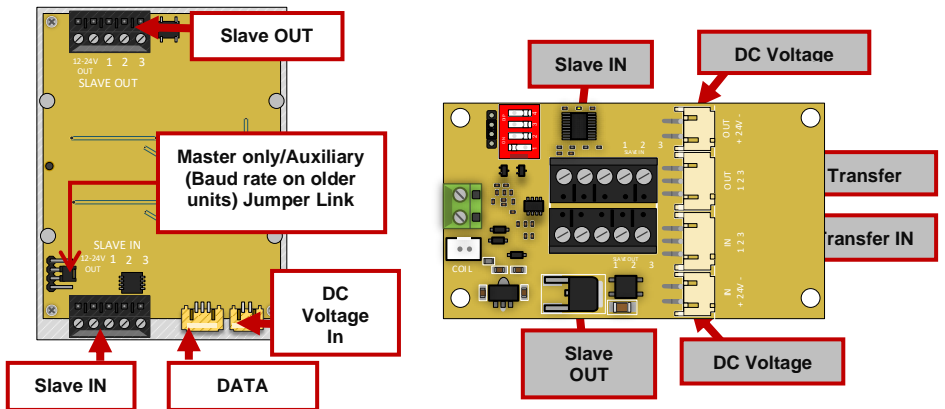 Slave OUT
12-24V
OUT
1 2 3
SLAVE OUT
Master only/Auxiliary
(Baud rate on older
units) Jumper Link
SLAVE IN
12-24V
OUT
1 2 3
DC
Voltage
In
Slave IN
DATA
Slave IN
DC Voltage
1 2 3
SLAVE IN
OUT
+ 24V -
OUT
1 2 3
Transfer
IN
1 2 3
Transfer IN
COIL
SLAVE OUT
1 2 3
IN
+ 24V -
Slave
OUT
DC Voltage